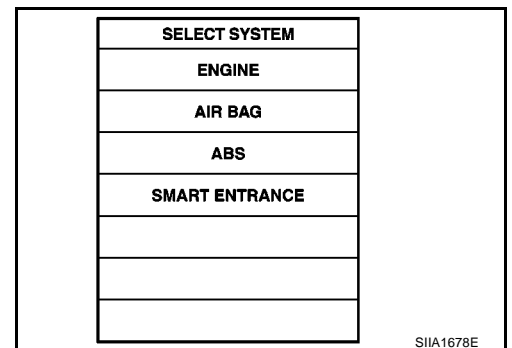 SELECT SYSTEM
ENGINE
AIR BAG
ABS
SMART ENTRANCE
SIIA1678E